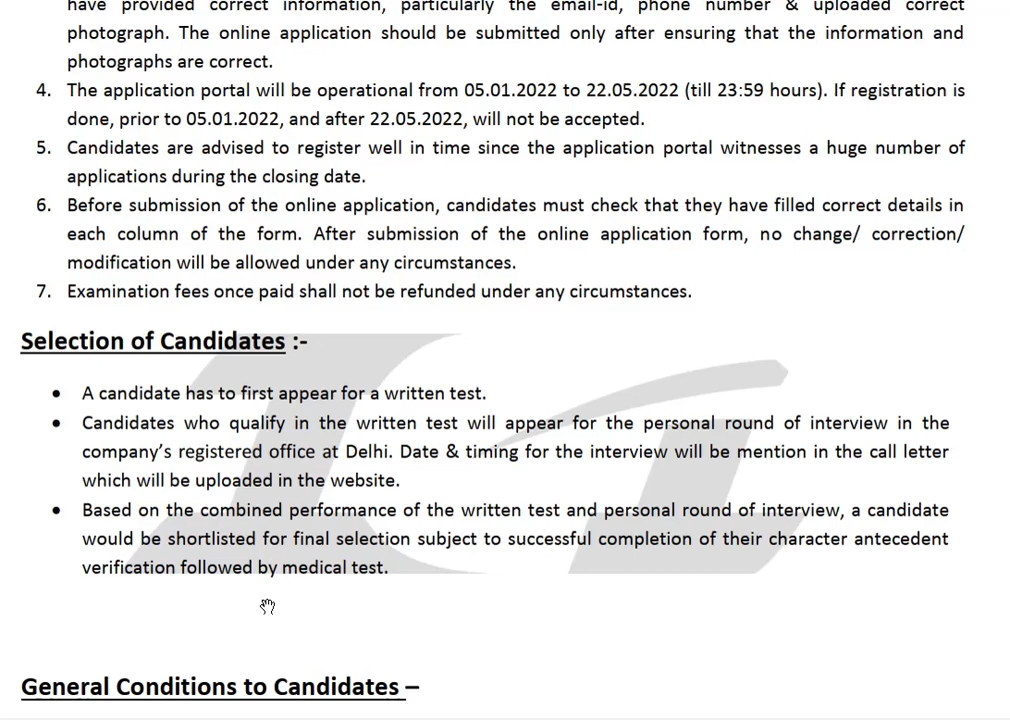 have provided correct information, particularly the email-id, phone number & uploaded correct
photograph. The online application should be submitted only after ensuring that the information and
photographs are correct.
4. The application portal will be operational from 05.01.2022 to 22.05.2022 (till 23:59 hours). If registration is
done, prior to 05.01.2022, and after 22.05.2022, will not be accepted.
5. Candidates are advised to register well in time since the application portal witnesses a huge number of
applications during the closing date.
6. Before submission of the online application, candidates must check that they have filled correct details in
each column of the form. After submission of the online application form, no change/ correction/
modification will be allowed under any circumstances.
7. Examination fees once paid shall not be refunded under any circumstances.
Selection of Candidates :-
• A candidate has to first appear for a written test.
• Candidates who qualify in the written test will appear for the personal round of interview in the
company’s registered office at Delhi. Date & timing for the interview will be mention in the call letter
which will be uploaded in the website.
• Based on the combined performance of the written test and personal round of interview, a candidate
would be shortlisted for final selection subject to successful completion of their character antecedent
verification followed by medical test.
General Conditions to Candidates –